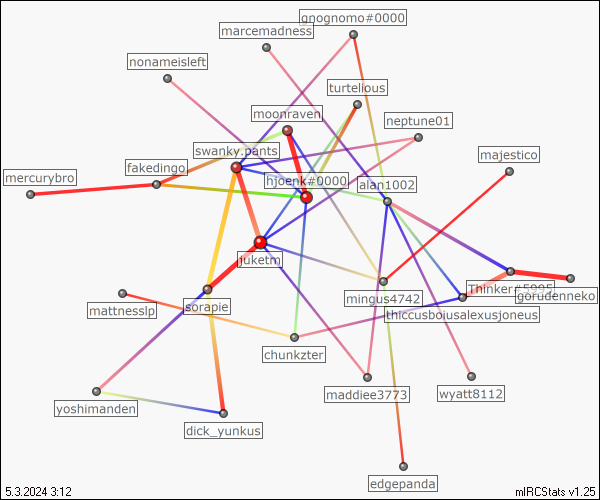 gnognomo#0000
marcemadness
nonameisleft
turtelious
moonraven
neptune01
swanky.pants
majestico
fakedingo
mercurybro
hjoenk#0000
alan1002
juketm
Thinker#5995
gorudenneko
mingus4742
sorapie
mattnesslp
thiccusboiusalexusjoneus
chunkzter
maddiee3773
wyatt8112
yoshimanden
dick_yunkus
edgepanda
5.3.2024 3:12
mIRCStats v1.25